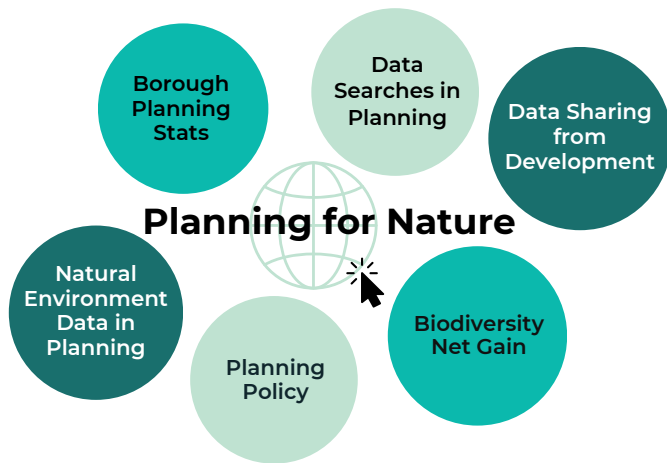 Borough
Planning
Stats
Data
Searches in
Planning
Data Sharing
from
Development
Planning for Nature
Natural
Environment
Data in
Planning
Planning
Policy
Biodiversity
Net Gain